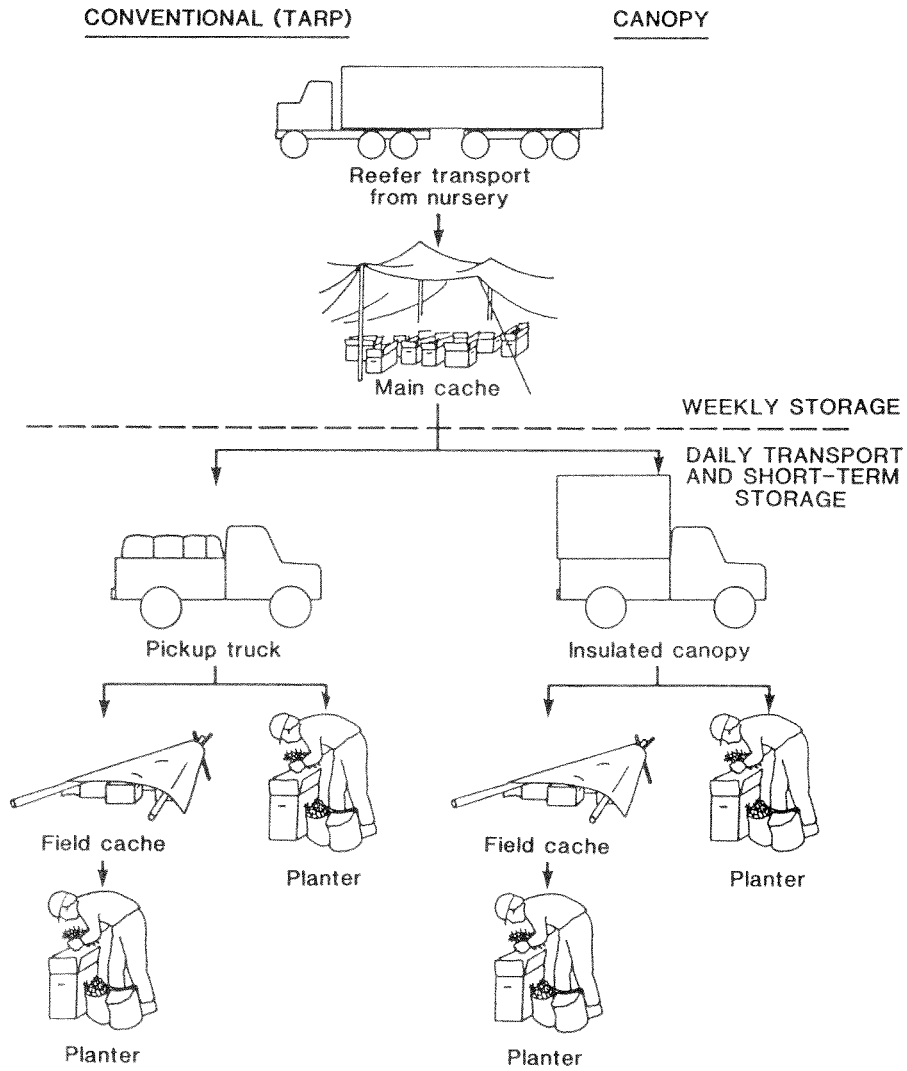 CONVENTIONAL (TARP)
CANOPY
Reefer transport
from nursery
Main cache
WEEKLY STORAGE
DAILY TRANSPORT
AND SHORT-TERM
STORAGE
Pickup truck
Insulated canopy
Field cache
Planter
Field cache
Planter
Planter
Planter